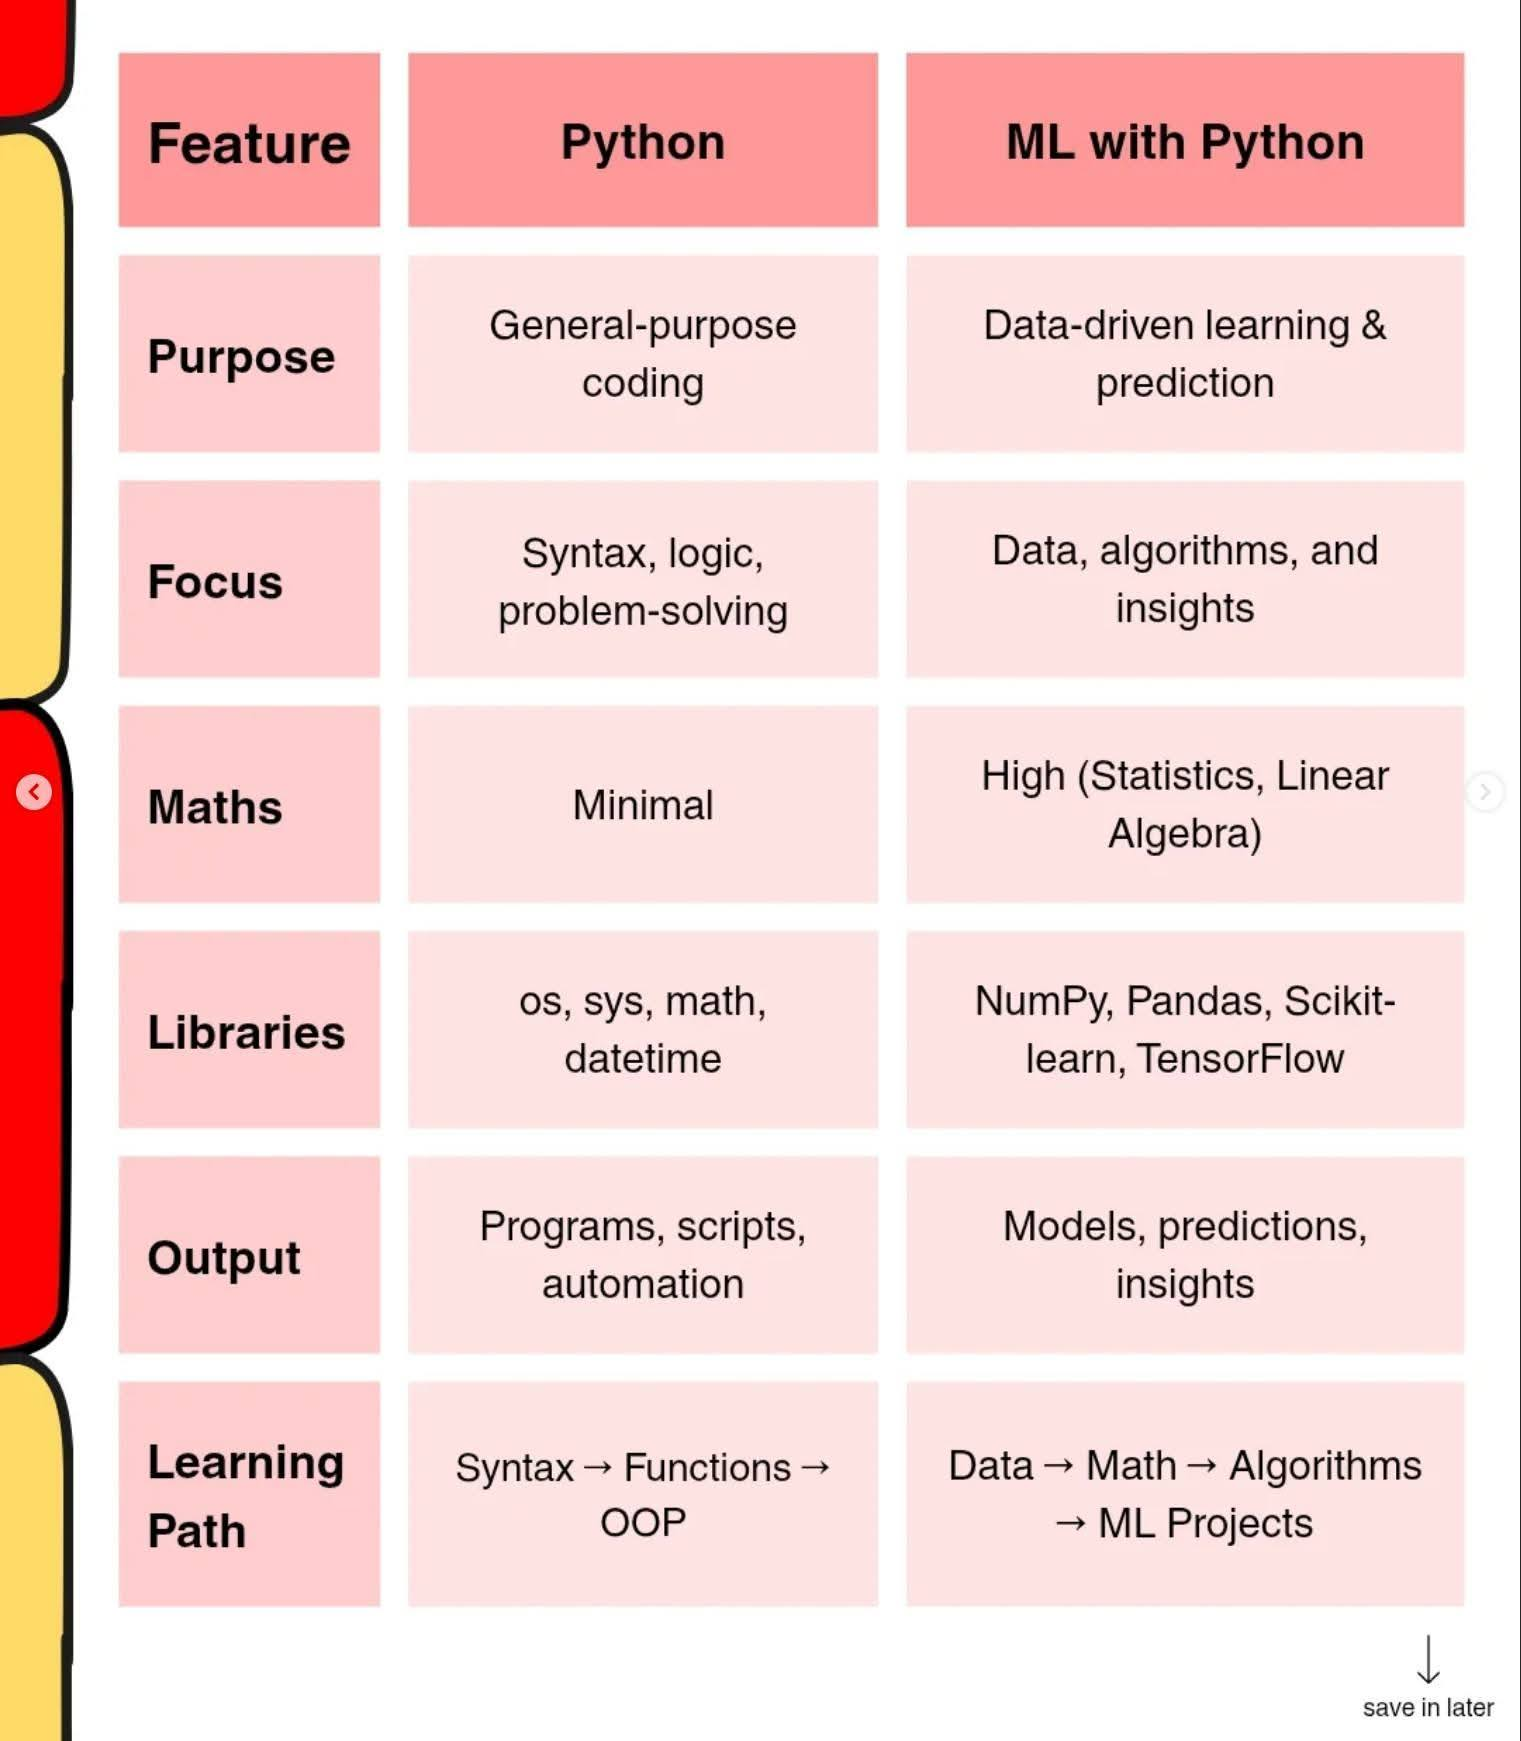 Feature
Python
ML with Python
Purpose
General-purpose
coding
Data-driven learning &
prediction
Focus
Syntax, logic,
problem-solving
Data, algorithms, and
insights
Maths
Minimal
High (Statistics, Linear
Algebra)
Libraries
os, sys, math,
datetime
NumPy, Pandas, Scikit-
learn, TensorFlow
Output
Programs, scripts,
automation
Models, predictions,
insights
Learning
Path
Syntax → Functions →
OOP
Data → Math → Algorithms
→ ML Projects
save in later